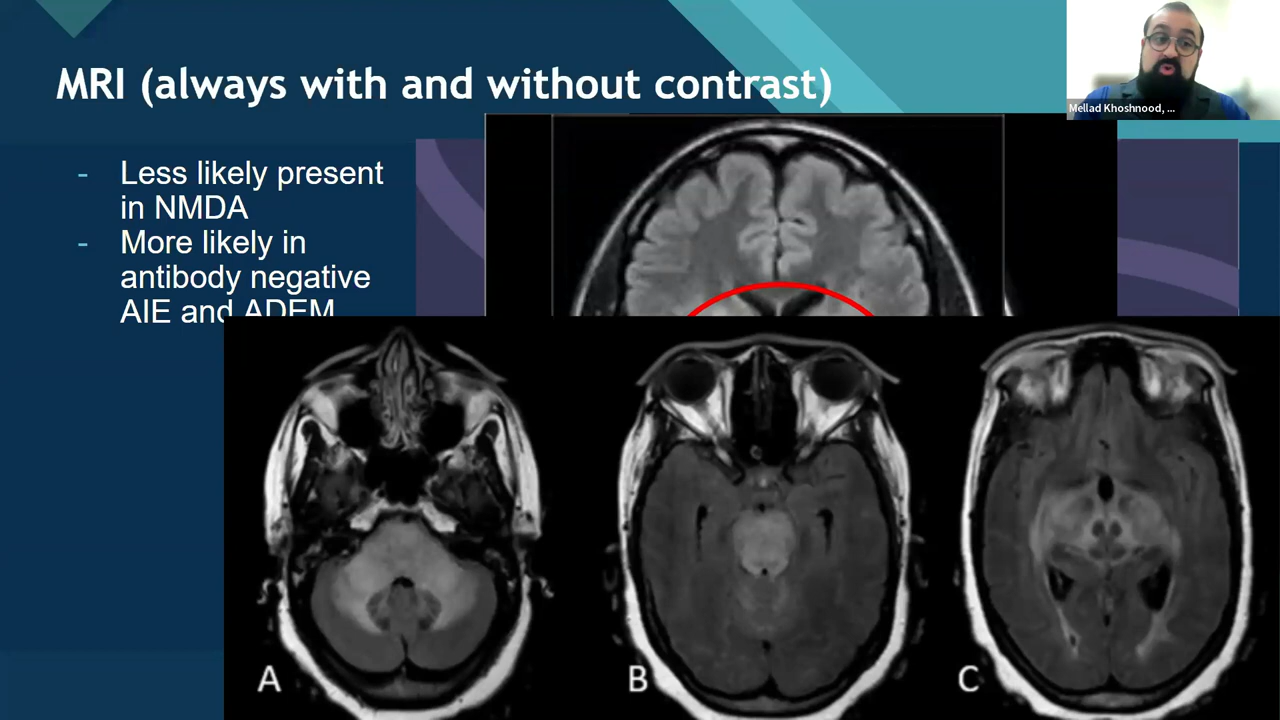 MRI (always with and without contrast)
Mellad Khoshnood, ...
- Less likely present
in NMDA
- More likely in
antibody negative
AIE and ADEM
A
B
C